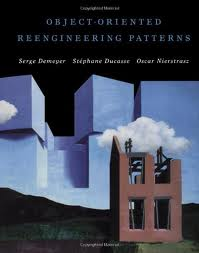 OBJECT-ORIENTED
REENGINEERING PATTERNS
Serge Demeyer Stéphane Ducasse Oscar Nierstrasz